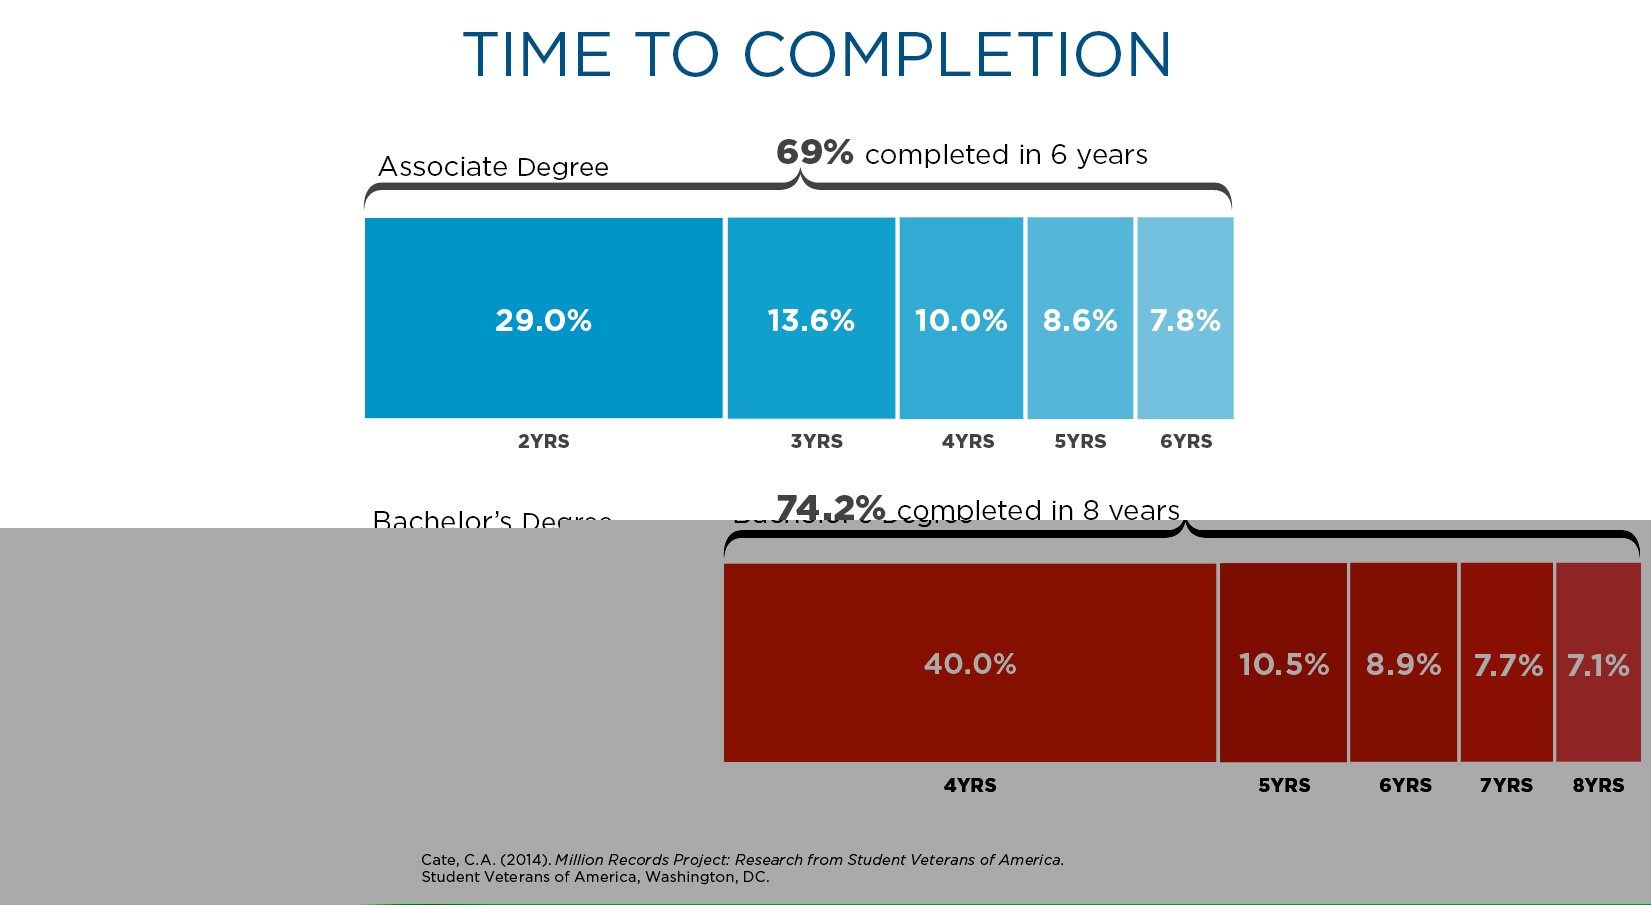 TIME TO COMPLETION
Associate Degree
69% completed in 6 years
29.0% 13.6% 10.0% 8.6% 7.8%
2YRS 3YRS 4YRS 5YRS 6YRS
Bachelor's Degree
74.2% completed in 8 years
40.0% 10.5% 8.9% 7.7% 7.1%
4YRS 5YRS 6YRS 7YRS 8YRS
Cate, C.A. (2014). Million Records Project: Research from Student Veterans of America.
Student Veterans of America, Washington, DC.